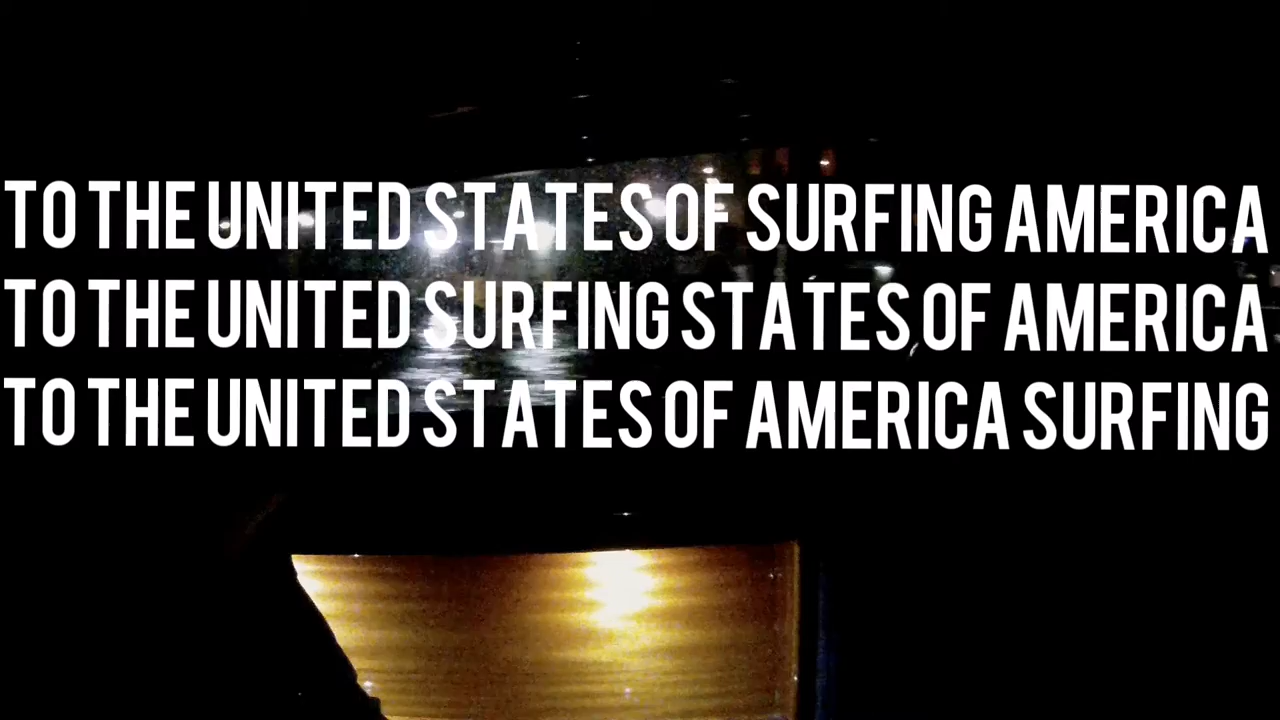 TO THE UNITED STATES OF SURFING AMERICA
TO THE UNITED SURFING STATES OF AMERICA
TO THE UNITED STATES OF AMERICA SURFING